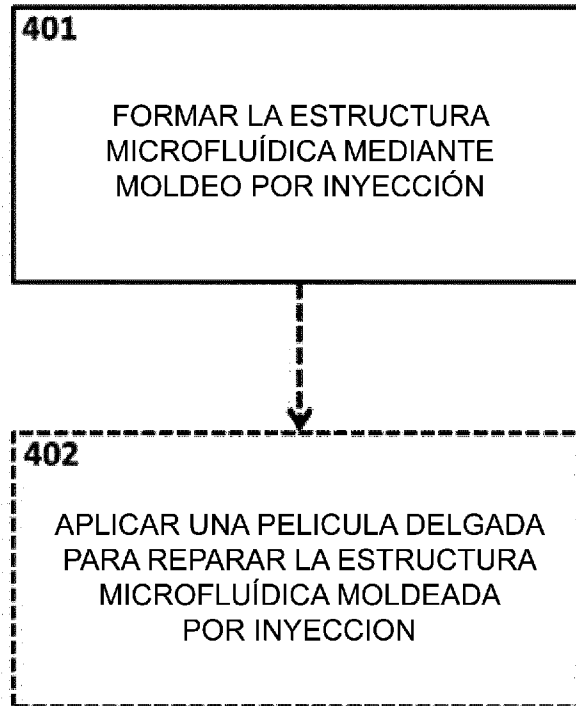 401
FORMAR LA ESTRUCTURA
MICROFLUÍDICA MEDIANTE
MOLDEO POR INYECCIÓN
402
APLICAR UNA PELICULA DELGADA
PARA REPARAR LA ESTRUCTURA
MICROFLUÍDICA MOLDEADA
POR INYECCION